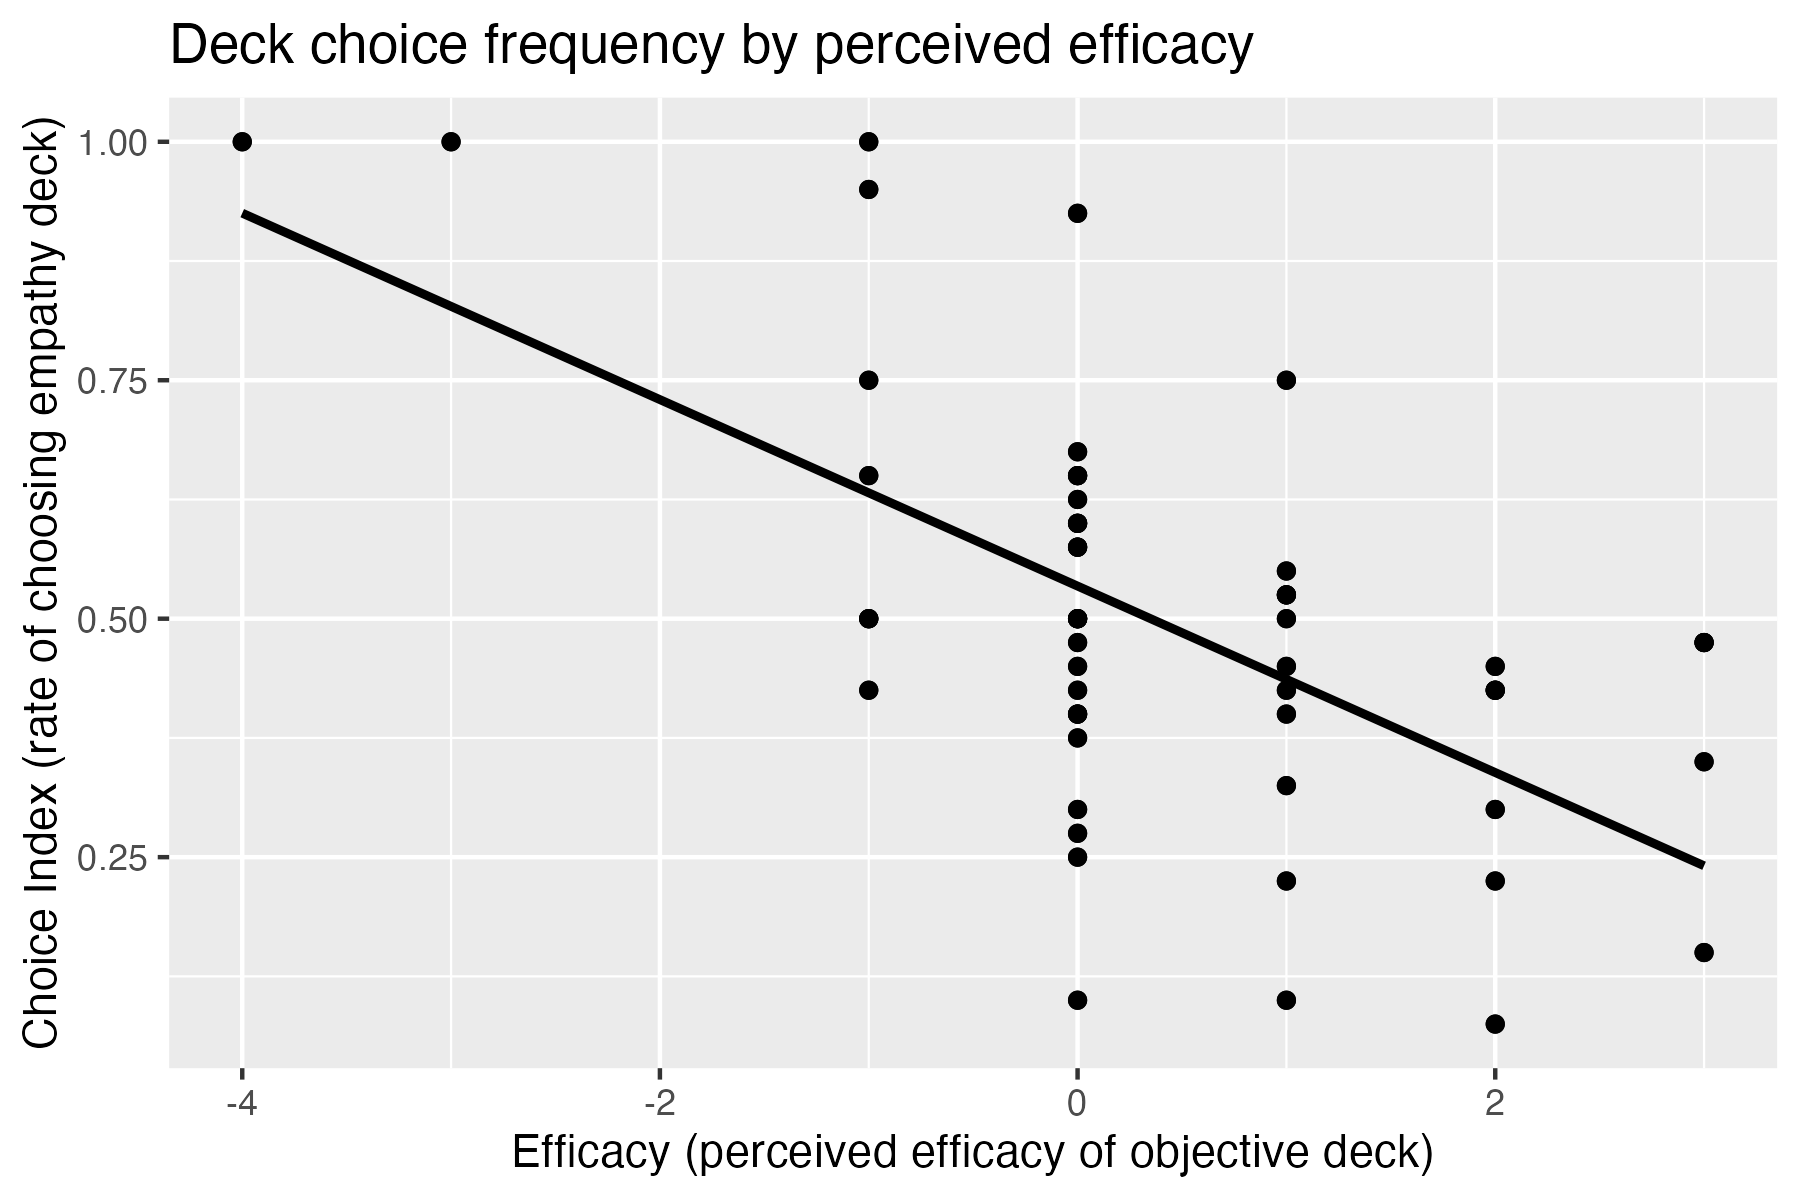 Deck choice frequency by perceived efficacy
Choice Index (rate of choosing empathy deck)
1.00
0.75
0.50
0.25
-4
-2
0
2
Efficacy (perceived efficacy of objective deck)